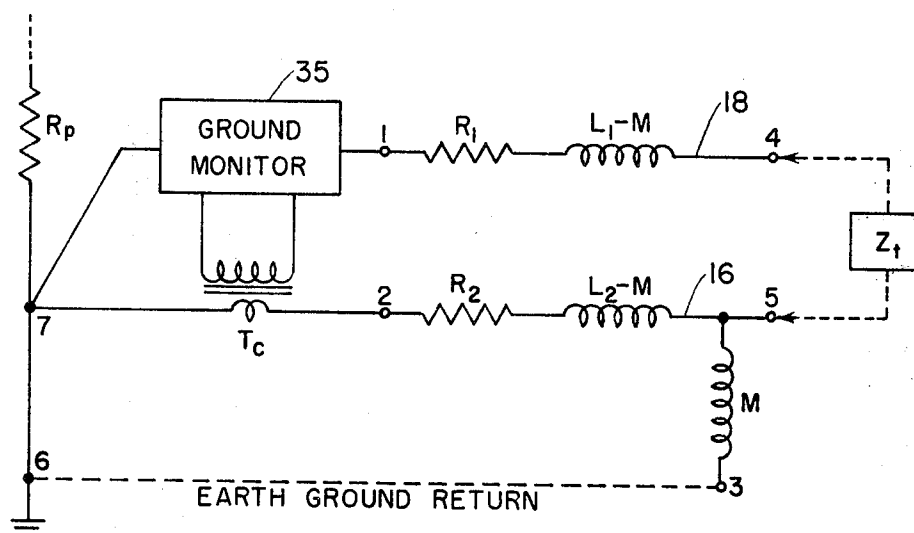 35
Rp
GROUND
MONITOR
1
R1
L1-M
18
4
Zt
7
Tc
2
R2
L2-M
16
5
M
6
EARTH GROUND RETURN
3